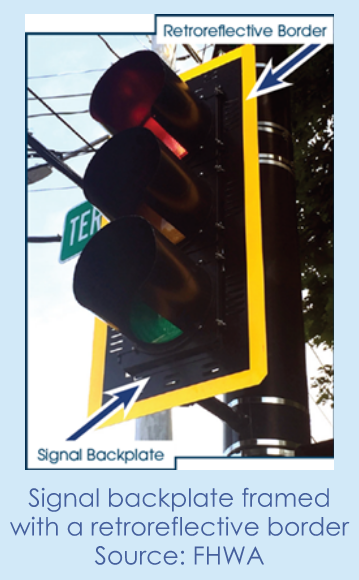 Retroreflective Border
TER
Signal Backplate
Signal backplate framed
with a retroreflective border
Source: FHWA